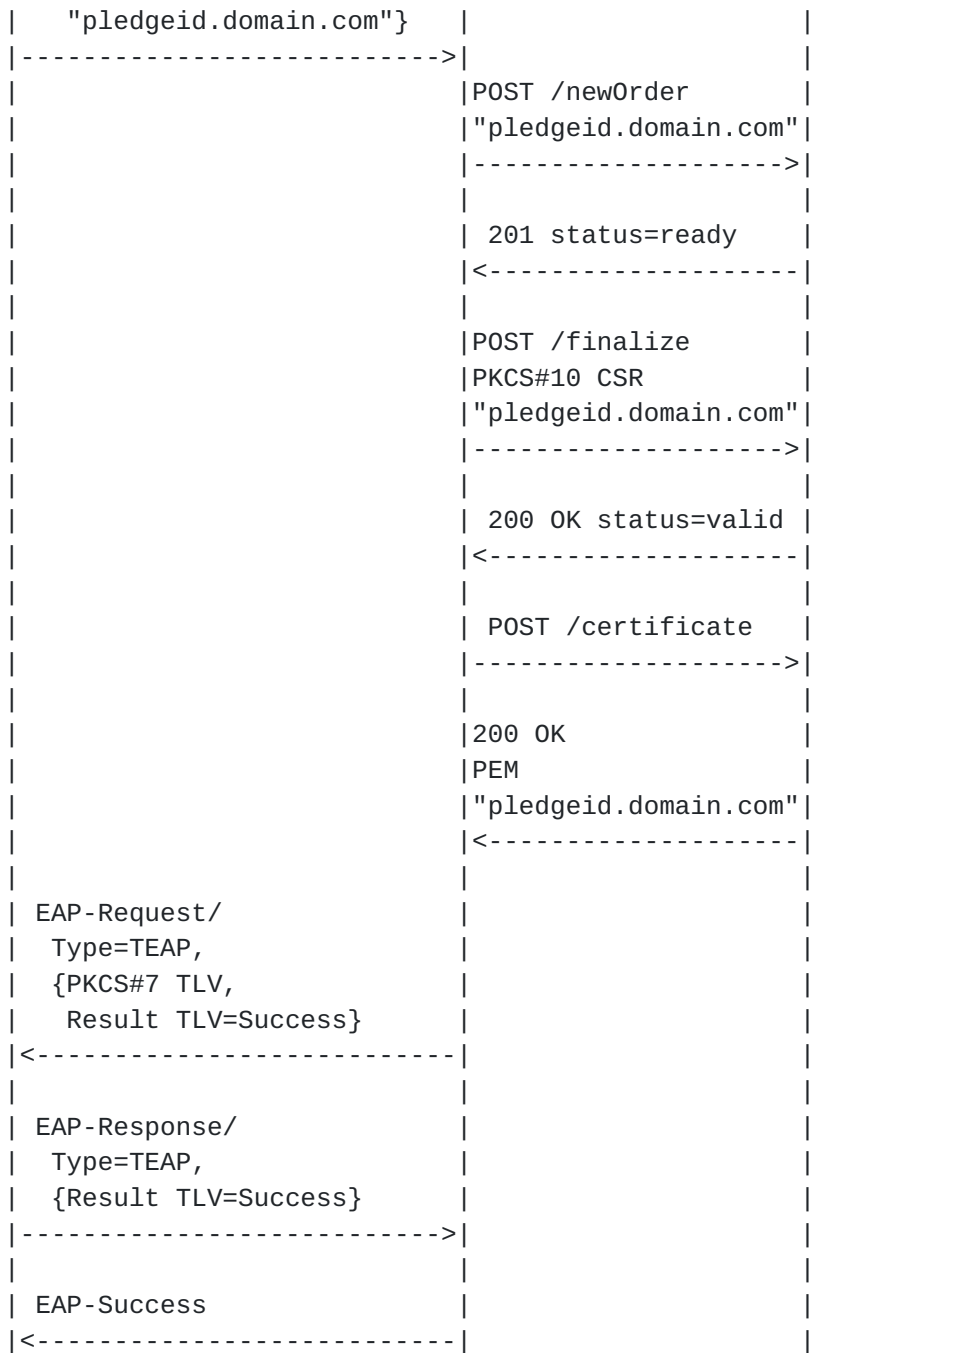 |   "pledgeid.domain.com"}   |                     |
|--------------------------->|                     |
|                            |POST /newOrder       |
|                            |"pledgeid.domain.com"|
|                            |-------------------->|
|                            |                     |
|                            | 201 status=ready    |
|                            |<--------------------|
|                            |                     |
|                            |POST /finalize       |
|                            |PKCS#10 CSR          |
|                            |"pledgeid.domain.com"|
|                            |-------------------->|
|                            |                     |
|                            | 200 OK status=valid |
|                            |<--------------------|
|                            |                     |
|                            | POST /certificate   |
|                            |-------------------->|
|                            |                     |
|                            |200 OK               |
|                            |PEM                  |
|                            |"pledgeid.domain.com"|
|                            |<--------------------|
|                            |                     |
| EAP-Request/               |                     |
|  Type=TEAP,                |                     |
|  {PKCS#7 TLV,              |                     |
|   Result TLV=Success}      |                     |
|<---------------------------|                     |
|                            |                     |
| EAP-Response/              |                     |
|  Type=TEAP,                |                     |
|  {Result TLV=Success}      |                     |
|--------------------------->|                     |
|                            |                     |
| EAP-Success                |                     |
|<---------------------------|                     |